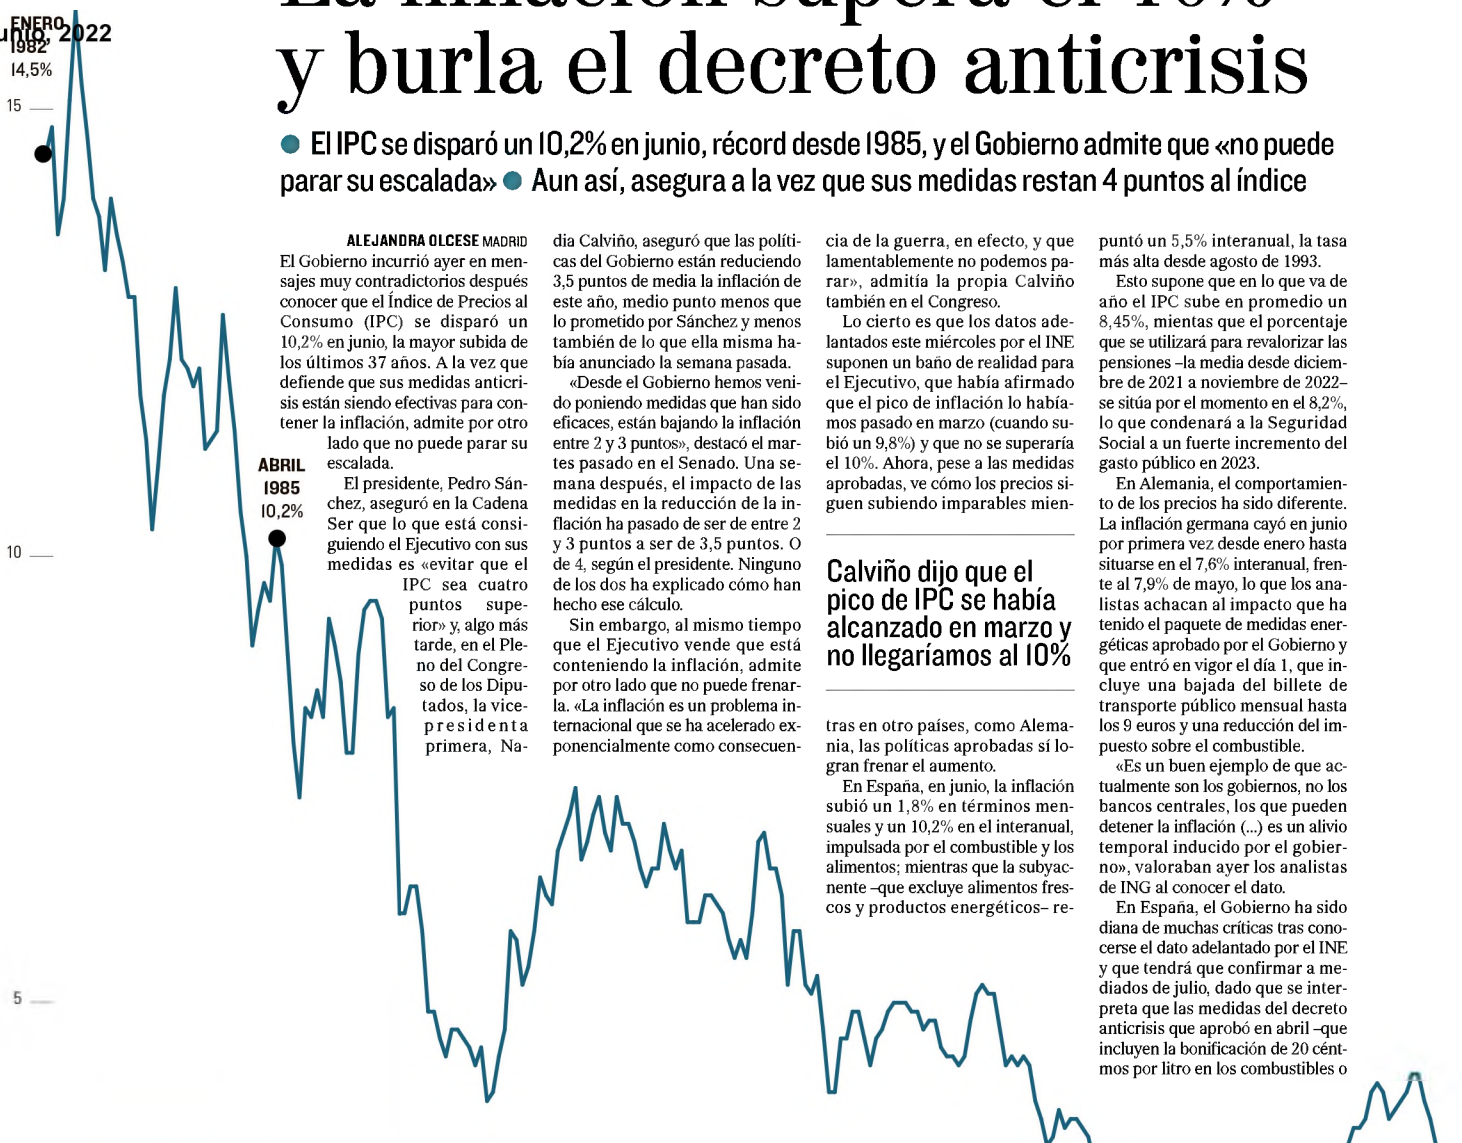 La inflación supera el 10%
y burla el decreto anticrisis
ENERO
1982
14,5%
junio, 2022
15
10
5
ABRIL
1985
10,2%
● El IPC se disparó un 10,2% en junio, récord desde 1985, y el Gobierno admite que «no puede
parar su escalada» ● Aun así, asegura a la vez que sus medidas restan 4 puntos al índice
ALEJANDRA OLCESE MADRID
El Gobierno incurrió ayer en men-
sajes muy contradictorios después
conocer que el Índice de Precios al
Consumo (IPC) se disparó un
10,2% en junio, la mayor subida de
los últimos 37 años. A la vez que
defiende que sus medidas anticri-
sis están siendo efectivas para con-
tener la inflación, admite por otro
lado que no puede parar su
escalada.
El presidente, Pedro Sán-
chez, aseguró en la Cadena
Ser que lo que está consi-
guiendo el Ejecutivo con sus
medidas es «evitar que el
IPC sea cuatro
puntos supe-
rior» y, algo más
tarde, en el Ple-
no del Congre-
so de los Dipu-
tados, la vice-
presidenta
primera, Na-
dia Calviño, aseguró que las políti-
cas del Gobierno están reduciendo
3,5 puntos de media la inflación de
este año, medio punto menos que
lo prometido por Sánchez y menos
también de lo que ella misma ha-
bía anunciado la semana pasada.
«Desde el Gobierno hemos veni-
do poniendo medidas que han sido
eficaces, están bajando la inflación
entre 2 y 3 puntos», destacó el mar-
tes pasado en el Senado. Una se-
mana después, el impacto de las
medidas en la reducción de la in-
flación ha pasado de ser de entre 2
y 3 puntos a ser de 3,5 puntos. O
de 4, según el presidente. Ninguno
de los dos ha explicado cómo han
hecho ese cálculo.
Sin embargo, al mismo tiempo
que el Ejecutivo vende que está
conteniendo la inflación, admite
por otro lado que no puede frenar-
la. «La inflación es un problema in-
ternacional que se ha acelerado ex-
ponencialmente como consecuen-
cia de la guerra, en efecto, y que
lamentablemente no podemos pa-
rar», admitía la propia Calviño
también en el Congreso.
Lo cierto es que los datos ade-
lantados este miércoles por el INE
suponen un baño de realidad para
el Ejecutivo, que había afirmado
que el pico de inflación lo había-
mos pasado en marzo (cuando su-
bió un 9,8%) y que no se superaría
el 10%. Ahora, pese a las medidas
aprobadas, ve cómo los precios si-
guen subiendo imparables mien-
Calviño dijo que el
pico de IPC se había
alcanzado en marzo y
no llegaríamos al 10%
tras en otro países, como Alema-
nia, las políticas aprobadas sí lo-
gran frenar el aumento.
En España, en junio, la inflación
subió un 1,8% en términos men-
suales y un 10,2% en el interanual,
impulsada por el combustible y los
alimentos; mientras que la subyac-
nente –que excluye alimentos fres-
cos y productos energéticos– re-
puntó un 5,5% interanual, la tasa
más alta desde agosto de 1993.
Esto supone que en lo que va de
año el IPC sube en promedio un
8,45%, mientas que el porcentaje
que se utilizará para revalorizar las
pensiones –la media desde diciem-
bre de 2021 a noviembre de 2022–
se sitúa por el momento en el 8,2%,
lo que condenará a la Seguridad
Social a un fuerte incremento del
gasto público en 2023.
En Alemania, el comportamien-
to de los precios ha sido diferente.
La inflación germana cayó en junio
por primera vez desde enero hasta
situarse en el 7,6% interanual, fren-
te al 7,9% de mayo, lo que los ana-
listas achacan al impacto que ha
tenido el paquete de medidas ener-
géticas aprobado por el Gobierno y
que entró en vigor el día 1, que in-
cluye una bajada del billete de
transporte público mensual hasta
los 9 euros y una reducción del im-
puesto sobre el combustible.
«Es un buen ejemplo de que ac-
tualmente son los gobiernos, no los
bancos centrales, los que pueden
detener la inflación (...) es un alivio
temporal inducido por el gobier-
no», valoraban ayer los analistas
de ING al conocer el dato.
En España, el Gobierno ha sido
diana de muchas críticas tras cono-
cerse el dato adelantado por el INE
y que tendrá que confirmar a me-
diados de julio, dado que se inter-
preta que las medidas del decreto
anticrisis que aprobó en abril –que
incluyen la bonificación de 20 cént-
mos por litro en los combustibles o